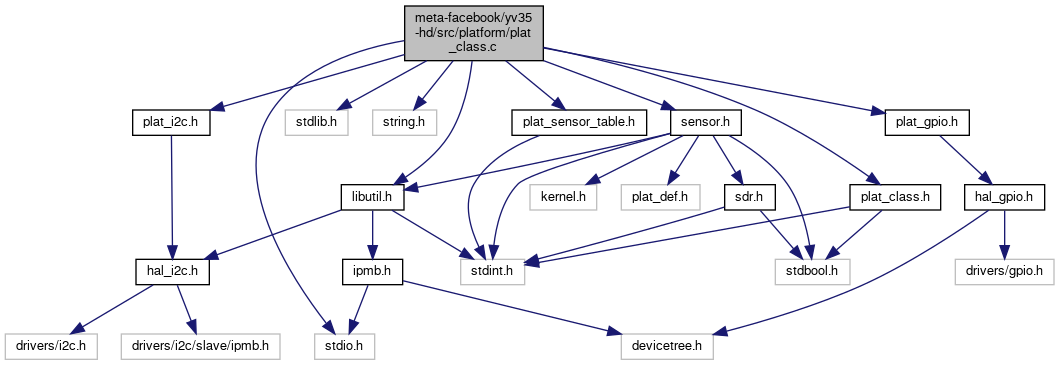 meta-facebook/yv35
-hd/src/platform/plat
_class.c
plat_i2c.h
stdlib.h
string.h
plat_sensor_table.h
sensor.h
plat_gpio.h
libutil.h
kernel.h
plat_def.h
sdr.h
plat_class.h
hal_gpio.h
hal_i2c.h
ipmb.h
stdint.h
stdbool.h
drivers/gpio.h
drivers/i2c.h
drivers/i2c/slave/ipmb.h
stdio.h
devicetree.h